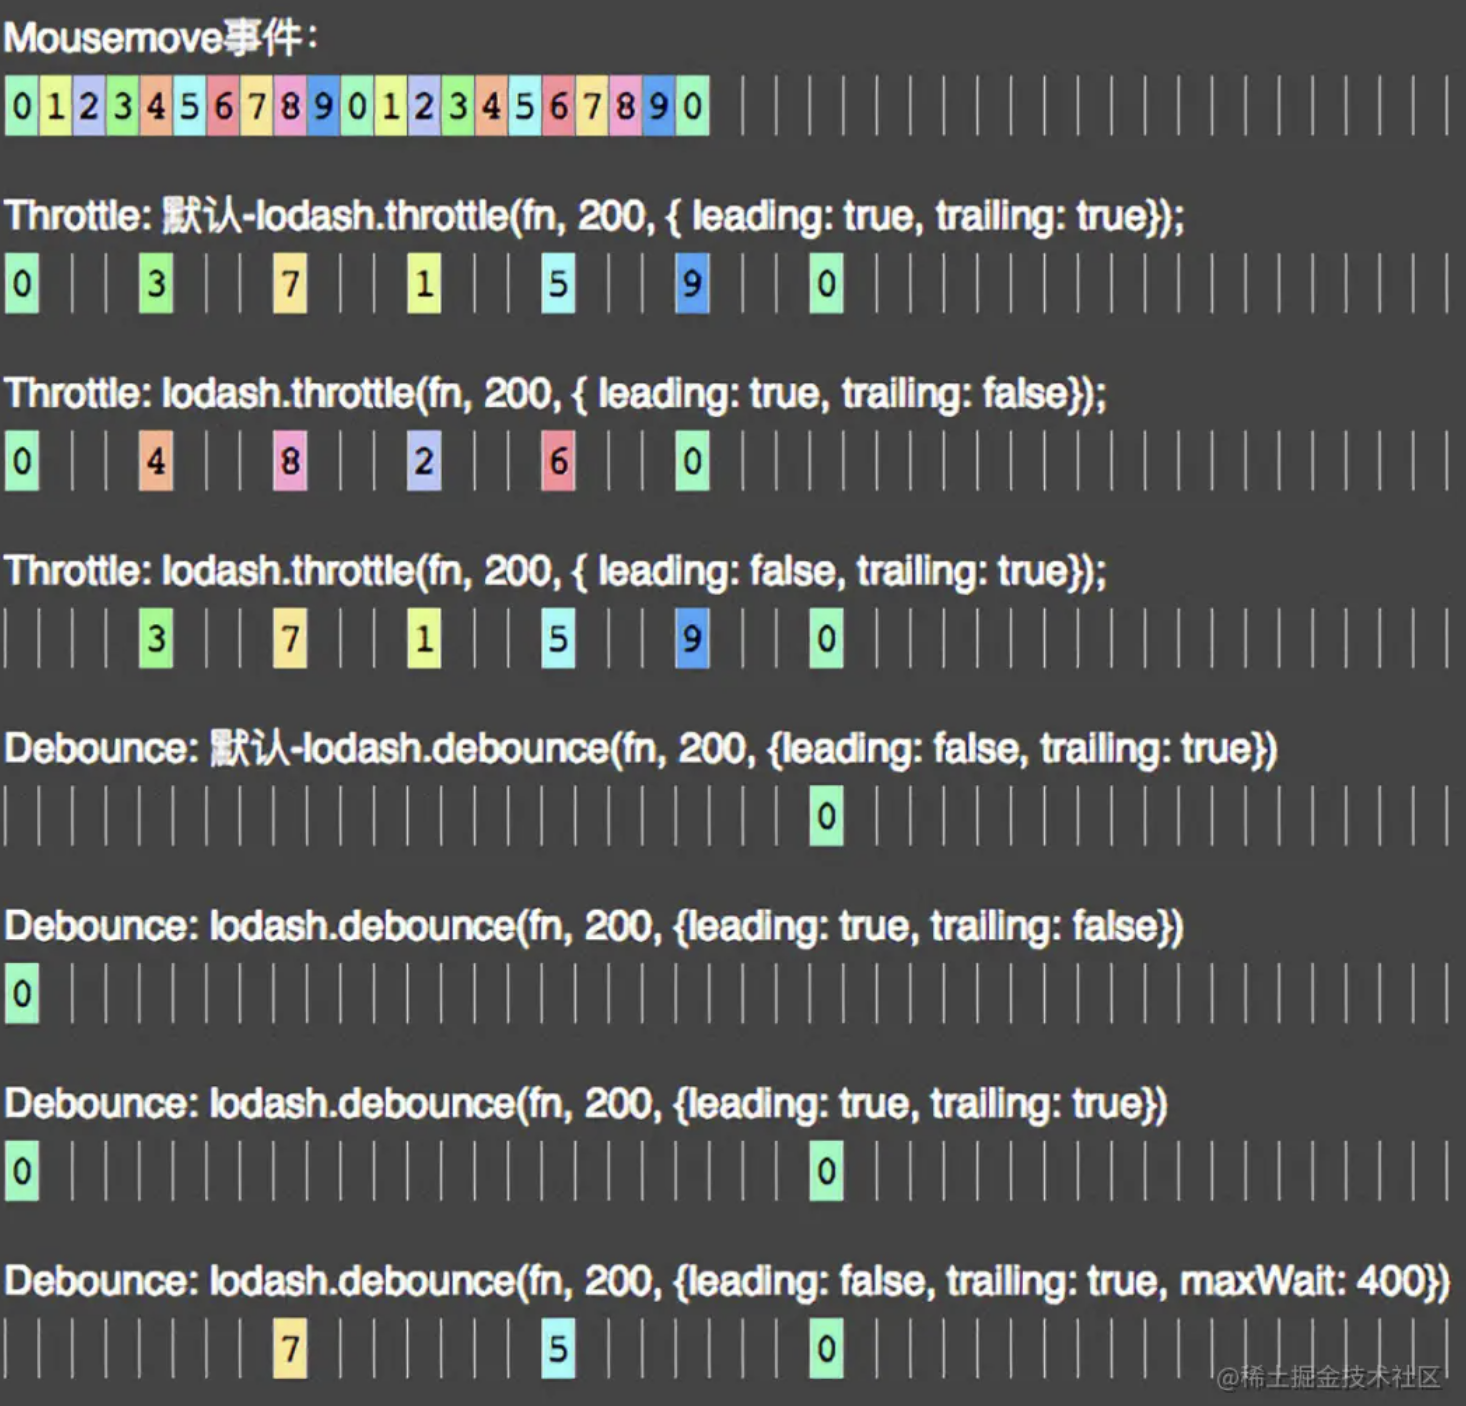 Mousemove事件：
0 1 2 3 4 5 6 7 8 9 0 1 2 3 4 5 6 7 8 9 0
Throttle: 默认-lodash.throttle(fn, 200, { leading: true, trailing: true});
0 3 7 1 5 9 0
Throttle: lodash.throttle(fn, 200, { leading: true, trailing: false});
0 4 8 2 6 0
Throttle: lodash.throttle(fn, 200, { leading: false, trailing: true});
3 7 1 5 9 0
Debounce: 默认-lodash.debounce(fn, 200, {leading: false, trailing: true})
0
Debounce: lodash.debounce(fn, 200, {leading: true, trailing: false})
0
Debounce: lodash.debounce(fn, 200, {leading: true, trailing: true})
0 0
Debounce: lodash.debounce(fn, 200, {leading: false, trailing: true, maxWait: 400})
7 5 0
@稀土掘金技术社区